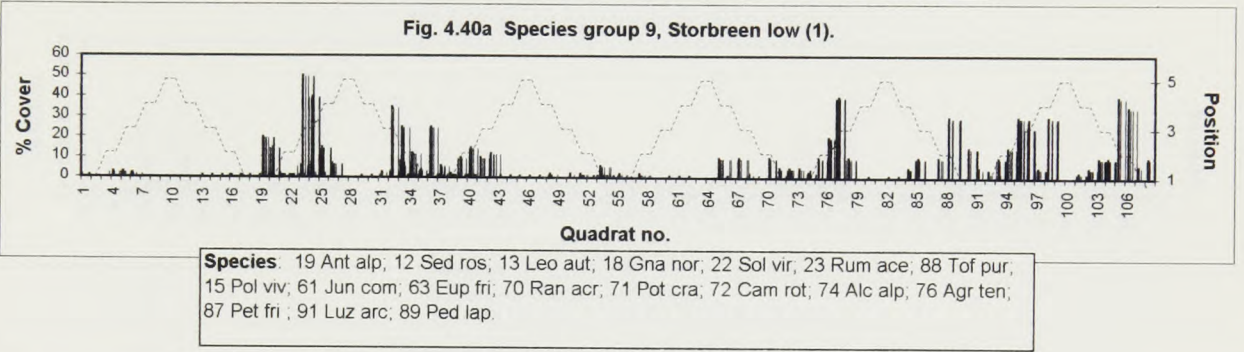 Fig. 4.40a Species group 9, Storbreen low (1).
% Cover
60
50
40
30
20
10
0
5
3
1
Position
1 4 7 10 13 16 19 22 25 28 31 34 37 40 43 46 49 52 55 58 61 64 67 70 73 76 79 82 85 88 91 94 97 100 103 106
Quadrat no.
Species: 19 Ant alp; 12 Sed ros; 13 Leo aut; 18 Gna nor; 22 Sol vir; 23 Rum ace; 88 Tof pur;
15 Pol viv; 61 Jun com; 63 Eup fri; 70 Ran acr; 71 Pot cra; 72 Cam rot; 74 Alc alp; 76 Agr ten;
87 Pet fri ; 91 Luz arc; 89 Ped lap.